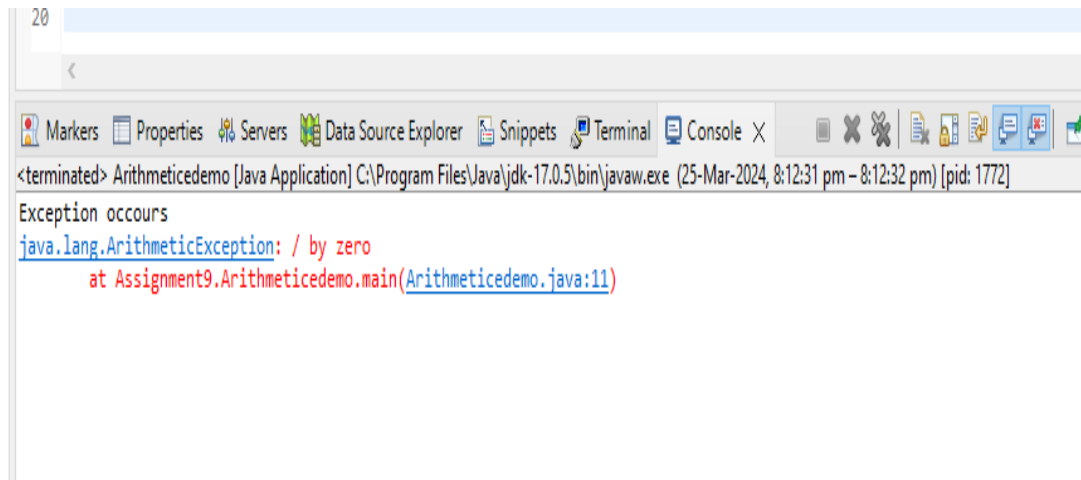 20
Markers Properties Servers Data Source Explorer Snippets Terminal Console
<terminated> Arithmeticedemo [Java Application] C:\Program Files\Java\jdk-17.0.5\bin\javaw.exe (25-Mar-2024, 8:12:31 pm – 8:12:32 pm) [pid: 1772]
Exception occours
java.lang.ArithmeticException: / by zero
at Assignment9.Arithmeticedemo.main(Arithmeticedemo.java:11)